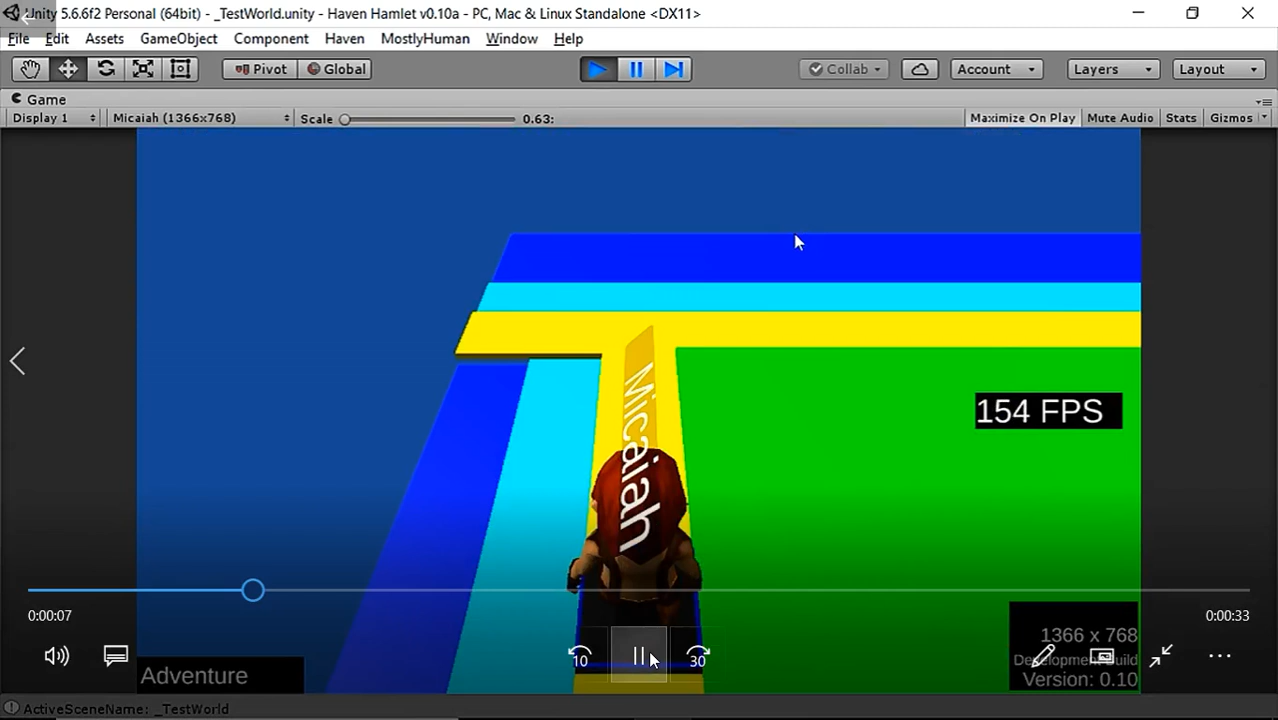 Unity 5.6.6f2 Personal (64bit) - _TestWorld.unity - Haven Hamlet v0.10a - PC, Mac & Linux Standalone <DX11>
File Edit Assets GameObject Component Haven MostlyHuman Window Help
Pivot Global Collab Account Layers Layout
Game
Display 1 Micaiah (1366x768) Scale 0.63: Maximize On Play Mute Audio Stats Gizmos
154 FPS
Micaiah
0:00:07 0:00:33
1366 x 768
10 30 Development Build
Adventure Version: 0.10
ActiveSceneName: _TestWorld